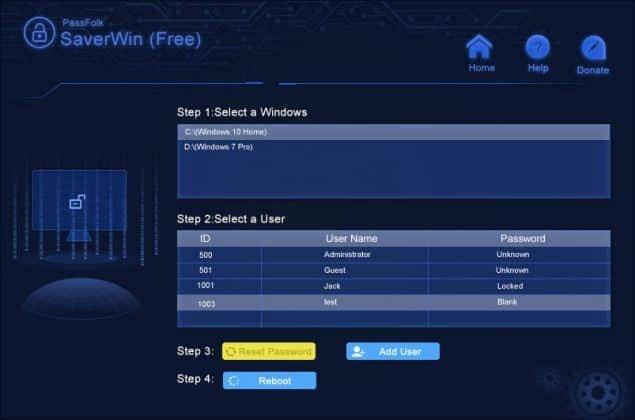 PassFolk
SaverWin (Free)
Home
Help
Donate
Step 1:Select a Windows
C:\(Windows 10 Home)
D:\(Windows 7 Pro)
Step 2:Select a User
ID User Name Password
500 Administrator Unknown
501 Guest Unknown
1001 Jack Locked
1003 test Blank
Step 3: Reset Password Add User
Step 4: Reboot